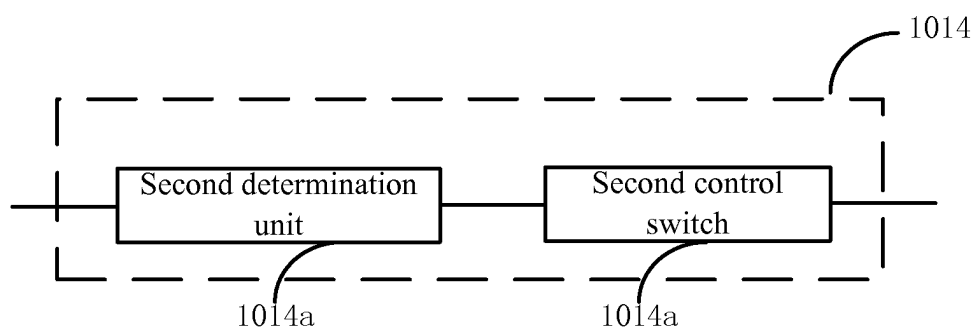 1014
Second determination
unit
Second control
switch
1014a
1014a